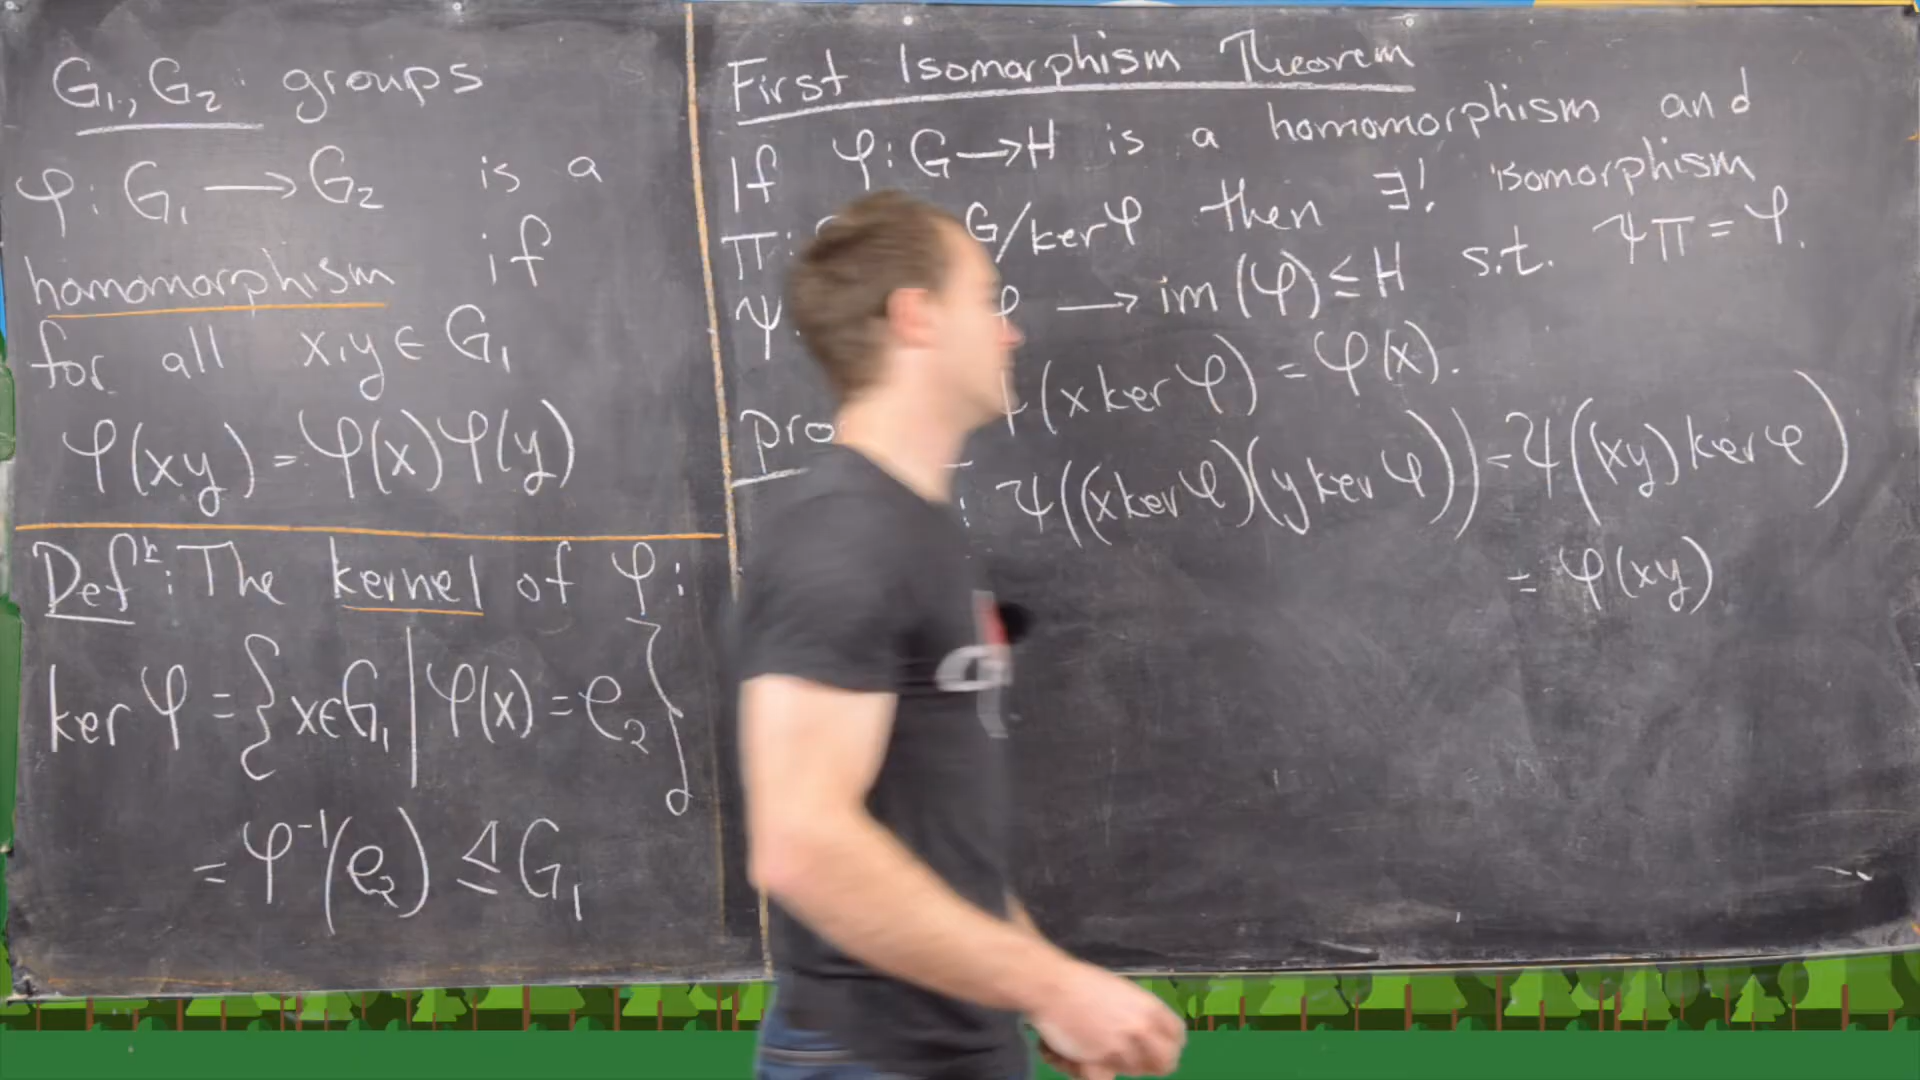 G₁, G₂ groups
φ: G₁ → G₂ is a
homomorphism if
for all x,y ∈ G₁
φ(xy) = φ(x)φ(y)
Defⁿ: The kernel of φ:
ker φ = {x∈G₁ | φ(x) = e₂}
= φ⁻¹(e₂) ⊴ G₁
First Isomorphism Theorem
If φ: G → H is a homomorphism and
π: G/ker φ then ∃! isomorphism
ψ: → im(φ) ≤ H s.t. ψπ = φ.
(x ker φ) = φ(x).
ψ((x ker φ)(y ker φ)) = ψ((xy) ker φ)
= φ(xy)